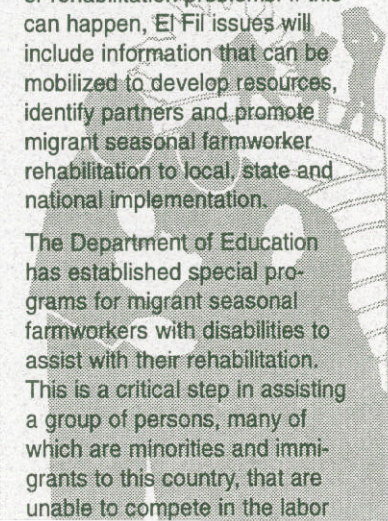 can happen, El Fil issues will
include information that can be
mobilized to develop resources,
identify partners and promote
migrant seasonal farmworker
rehabilitation to local, state and
national implementation.
The Department of Education
has established special pro-
grams for migrant seasonal
farmworkers with disabilities to
assist with their rehabilitation.
This is a critical step in assisting
a group of persons, many of
which are minorities and immi-
grants to this country, that are
unable to compete in the labor